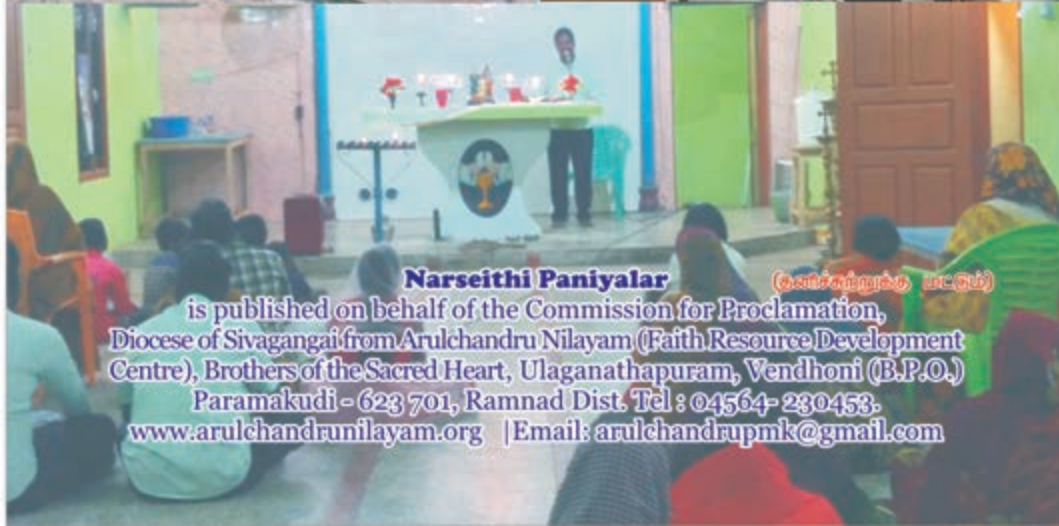 Narseithi Paniyalar (தனிச்சுற்றுக்கு மட்டும்)
is published on behalf of the Commission for Proclamation,
Diocese of Sivagangai from Arulchandru Nilayam (Faith Resource Development
Centre), Brothers of the Sacred Heart, Ulaganathapuram, Vendhoni (B.P.O.)
Paramakudi - 623 701, Ramnad Dist. Tel : 04564- 230453.
www.arulchandrunilayam.org |Email: arulchandrupmk@gmail.com